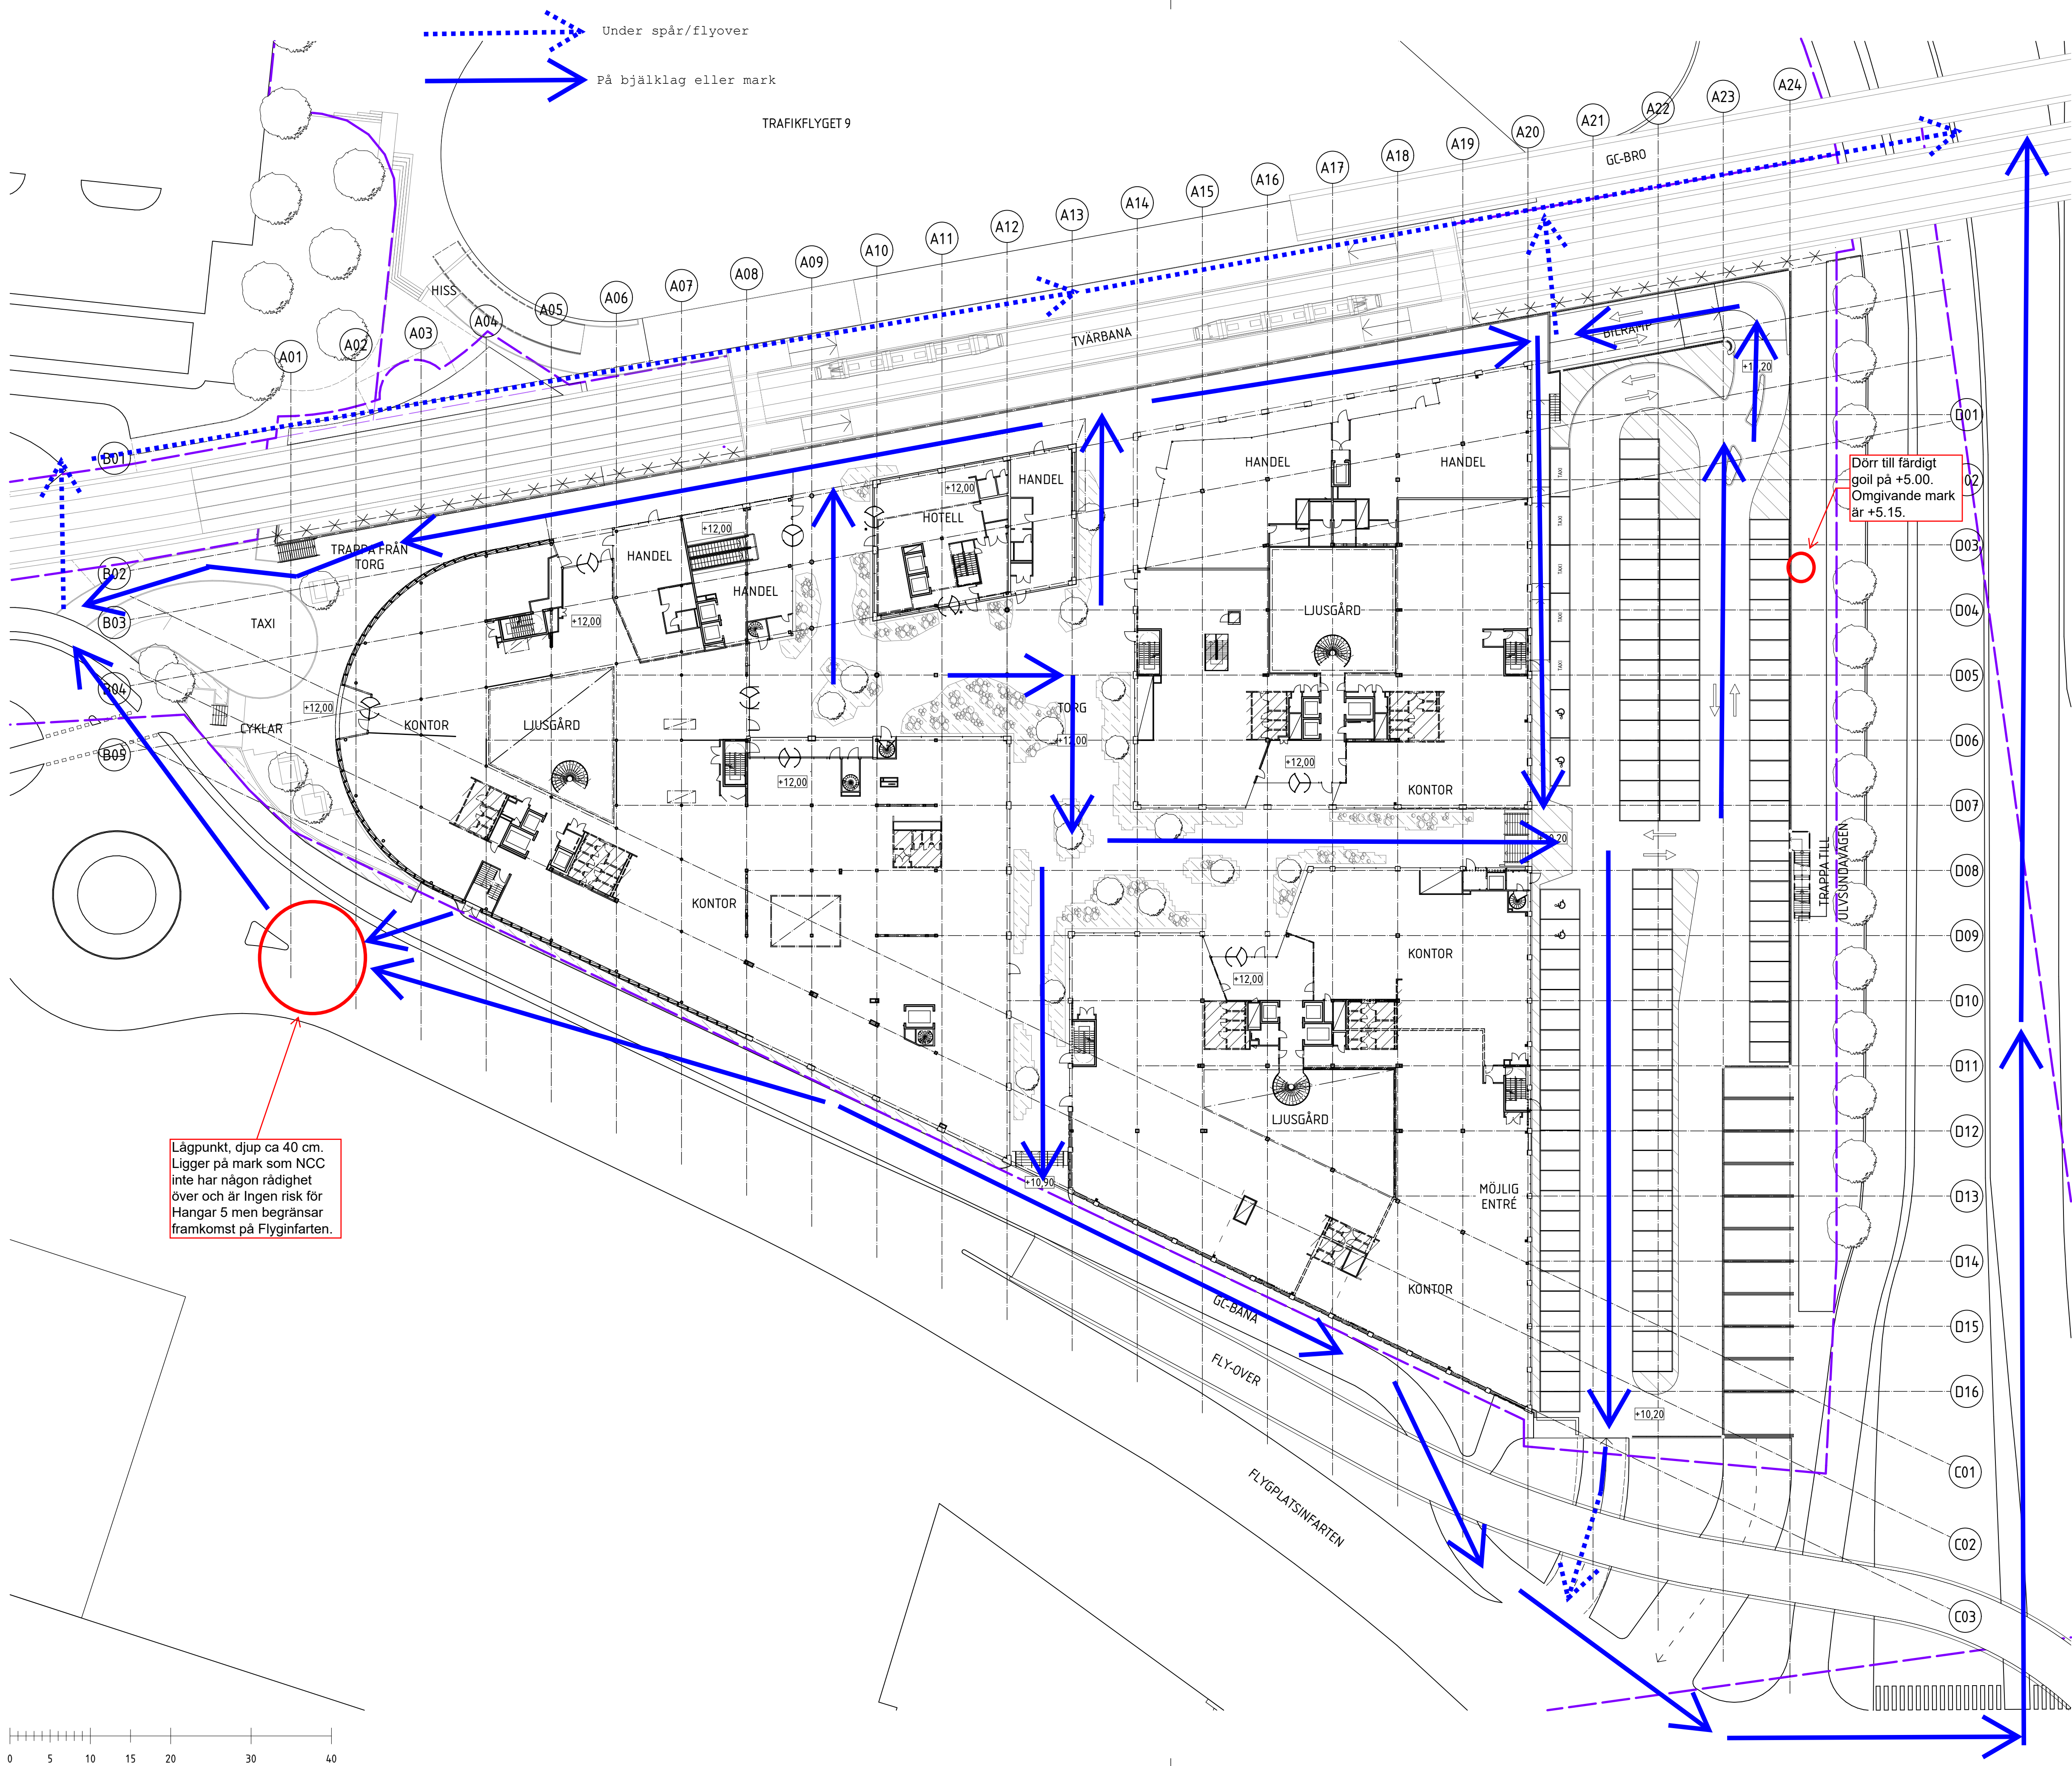 Under spår/flyover
På bjälklag eller mark
TRAFIKFLYGET 9
GC-BRO
A24
A23
A22
A21
A20
A19
A18
A17
A16
A15
A14
A13
A12
A11
A10
A09
A08
A07
A06
A05
A04
A03
A02
A01
HISS
TVÄRBANA
BILRAMP
B01
B02
B03
B04
B05
D01
02
D03
D04
D05
D06
D07
D08
D09
D10
D11
D12
D13
D14
D15
D16
C01
C02
C03
Dörr till färdigt
goil på +5.00.
Omgivande mark
är +5.15.
HANDEL
HANDEL
HANDEL
+12,00
HOTELL
+12,00
HANDEL
HANDEL
TRAPPA FRÅN
TORG
TAXI
+12,00
TAXI
TAXI
TAXI
TAXI
TAXI
LJUSGÅRD
+12,00
KONTOR
LJUSGÅRD
CYKLAR
TORG
+12,00
+12,00
+12,00
KONTOR
TRAPPA TILL
ULVSUNDAVÄGEN
KONTOR
KONTOR
+12,00
LJUSGÅRD
+10,90
MÖJLIG
ENTRÉ
KONTOR
GC-BANA
FLY-OVER
+10,20
FLYGPLATSINFARTEN
Lågpunkt, djup ca 40 cm.
Ligger på mark som NCC
inte har någon rådighet
över och är Ingen risk för
Hangar 5 men begränsar
framkomst på Flyginfarten.
0 5 10 15 20 30 40